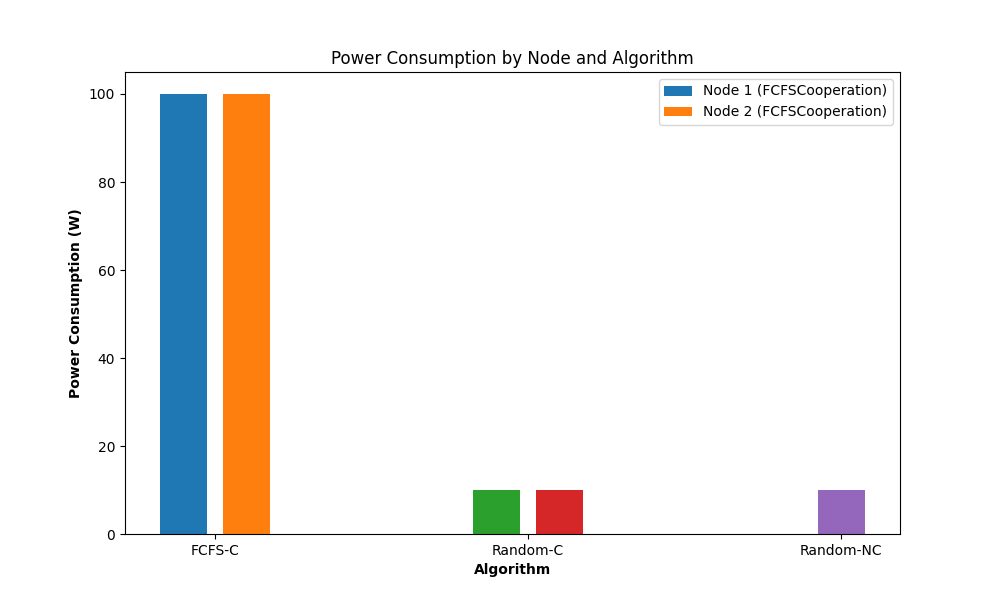 Power Consumption by Node and Algorithm
Node 1 (FCFSCooperation)
Node 2 (FCFSCooperation)
Power Consumption (W)
100
80
60
40
20
0
FCFS-C
Random-C
Random-NC
Algorithm